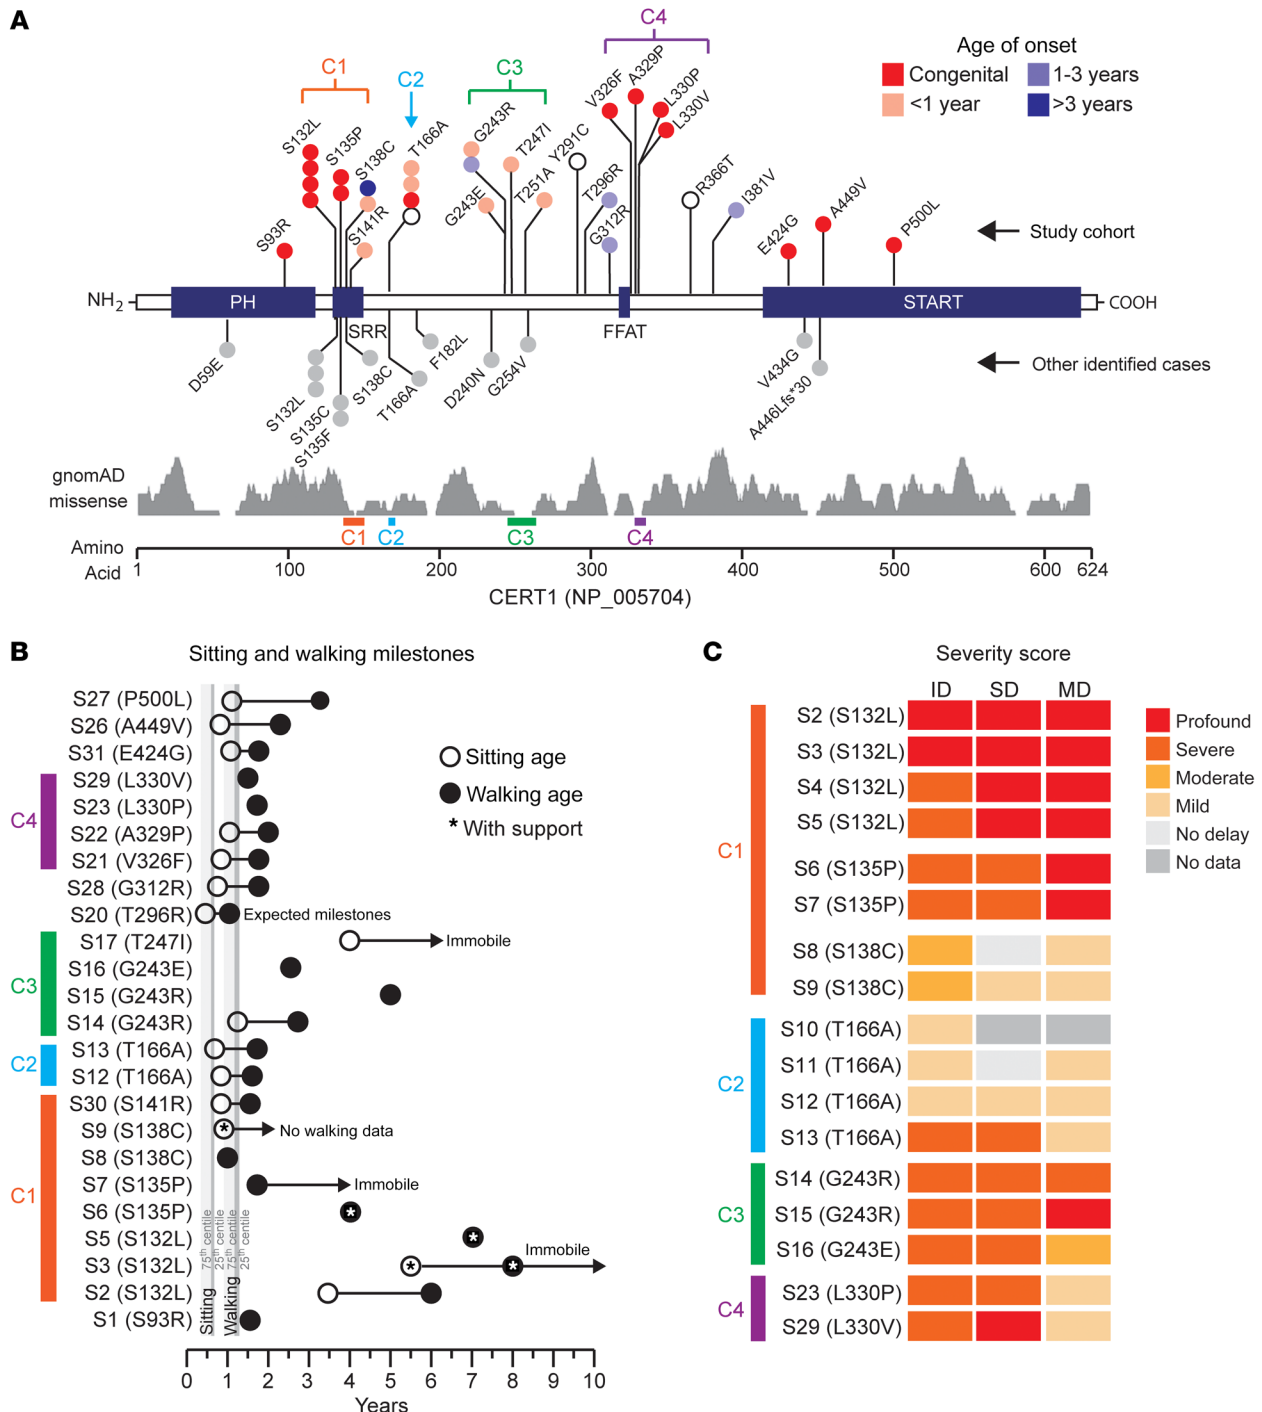 A
C4
C1
C2
C3
Age of onset
Congenital
<1 year
1-3 years
>3 years
S132L
S135P
S138C
S141R
S93R
T166A
G243R
G243E
T247I
T251A
Y291C
T296R
G312R
V326F
A329P
L330P
L330V
R366T
I381V
E424G
A449V
P500L
Study cohort
NH2
PH
SRR
FFAT
START
COOH
D59E
S132L
S135C
S135F
S138C
T166A
F182L
D240N
G254V
V434G
A446Lfs*30
Other identified cases
gnomAD
missense
C1
C2
C3
C4
Amino
Acid
1
100
200
300
400
500
600
624
CERT1 (NP_005704)
B
Sitting and walking milestones
S27 (P500L)
S26 (A449V)
S31 (E424G)
S29 (L330V)
S23 (L330P)
S22 (A329P)
S21 (V326F)
S28 (G312R)
S20 (T296R) Expected milestones
S17 (T247I) Immobile
S16 (G243E)
S15 (G243R)
S14 (G243R)
S13 (T166A)
S12 (T166A)
S30 (S141R)
S9 (S138C) * No walking data
S8 (S138C)
S7 (S135P) Immobile
S6 (S135P) *
S5 (S132L) *
S3 (S132L) * * Immobile
S2 (S132L)
S1 (S93R)
C4
C3
C2
C1
Sitting age
Walking age
* With support
75th centile
25th centile
75th centile
25th centile
Sitting
Walking
0 1 2 3 4 5 6 7 8 9 10
Years
C
Severity score
ID SD MD
S2 (S132L)
S3 (S132L)
S4 (S132L)
S5 (S132L)
S6 (S135P)
S7 (S135P)
S8 (S138C)
S9 (S138C)
S10 (T166A)
S11 (T166A)
S12 (T166A)
S13 (T166A)
S14 (G243R)
S15 (G243R)
S16 (G243E)
S23 (L330P)
S29 (L330V)
C1
C2
C3
C4
Profound
Severe
Moderate
Mild
No delay
No data